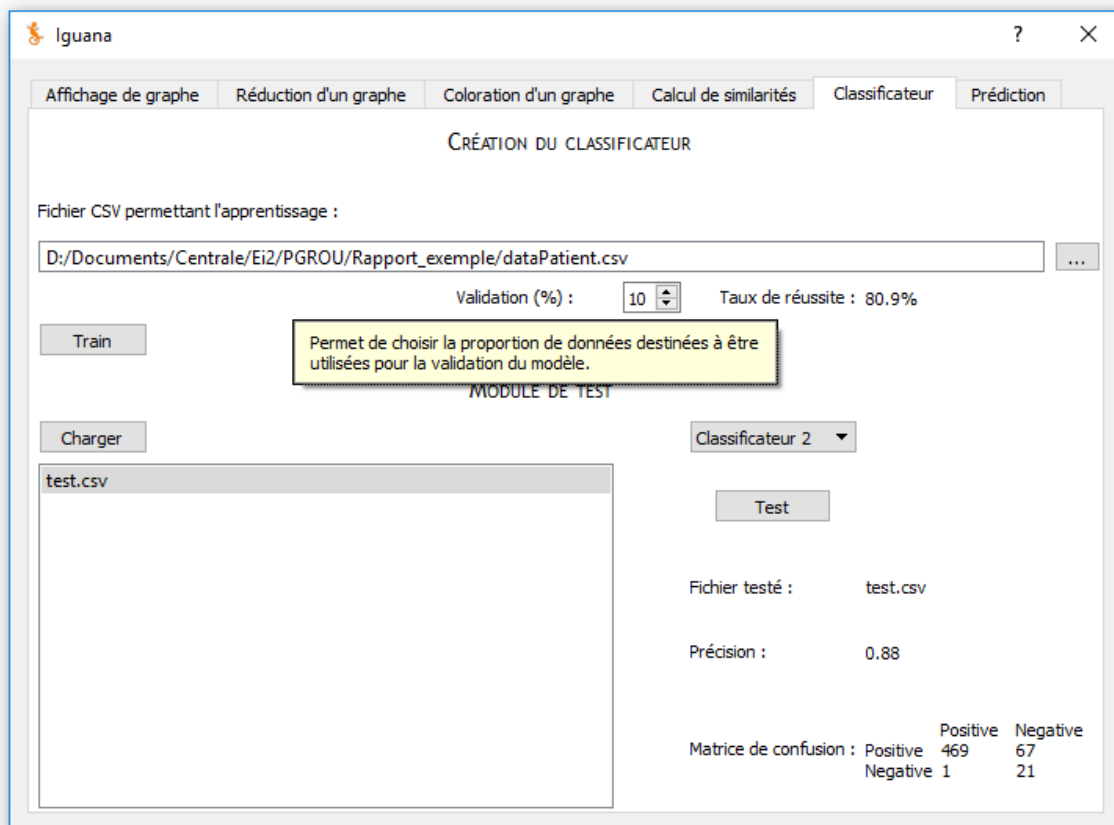 Iguana
?
Affichage de graphe Réduction d'un graphe Coloration d'un graphe Calcul de similarités Classificateur Prédiction
CRÉATION DU CLASSIFICATEUR
Fichier CSV permettant l'apprentissage :
D:/Documents/Centrale/Ei2/PGROU/Rapport_exemple/dataPatient.csv ...
Validation (%) : 10 Taux de réussite : 80.9%
Train
Permet de choisir la proportion de données destinées à être
utilisées pour la validation du modèle.
MODULE DE TEST
Charger Classificateur 2
test.csv
Test
Fichier testé : test.csv
Précision : 0.88
Positive Negative
Matrice de confusion : Positive 469 67
Negative 1 21